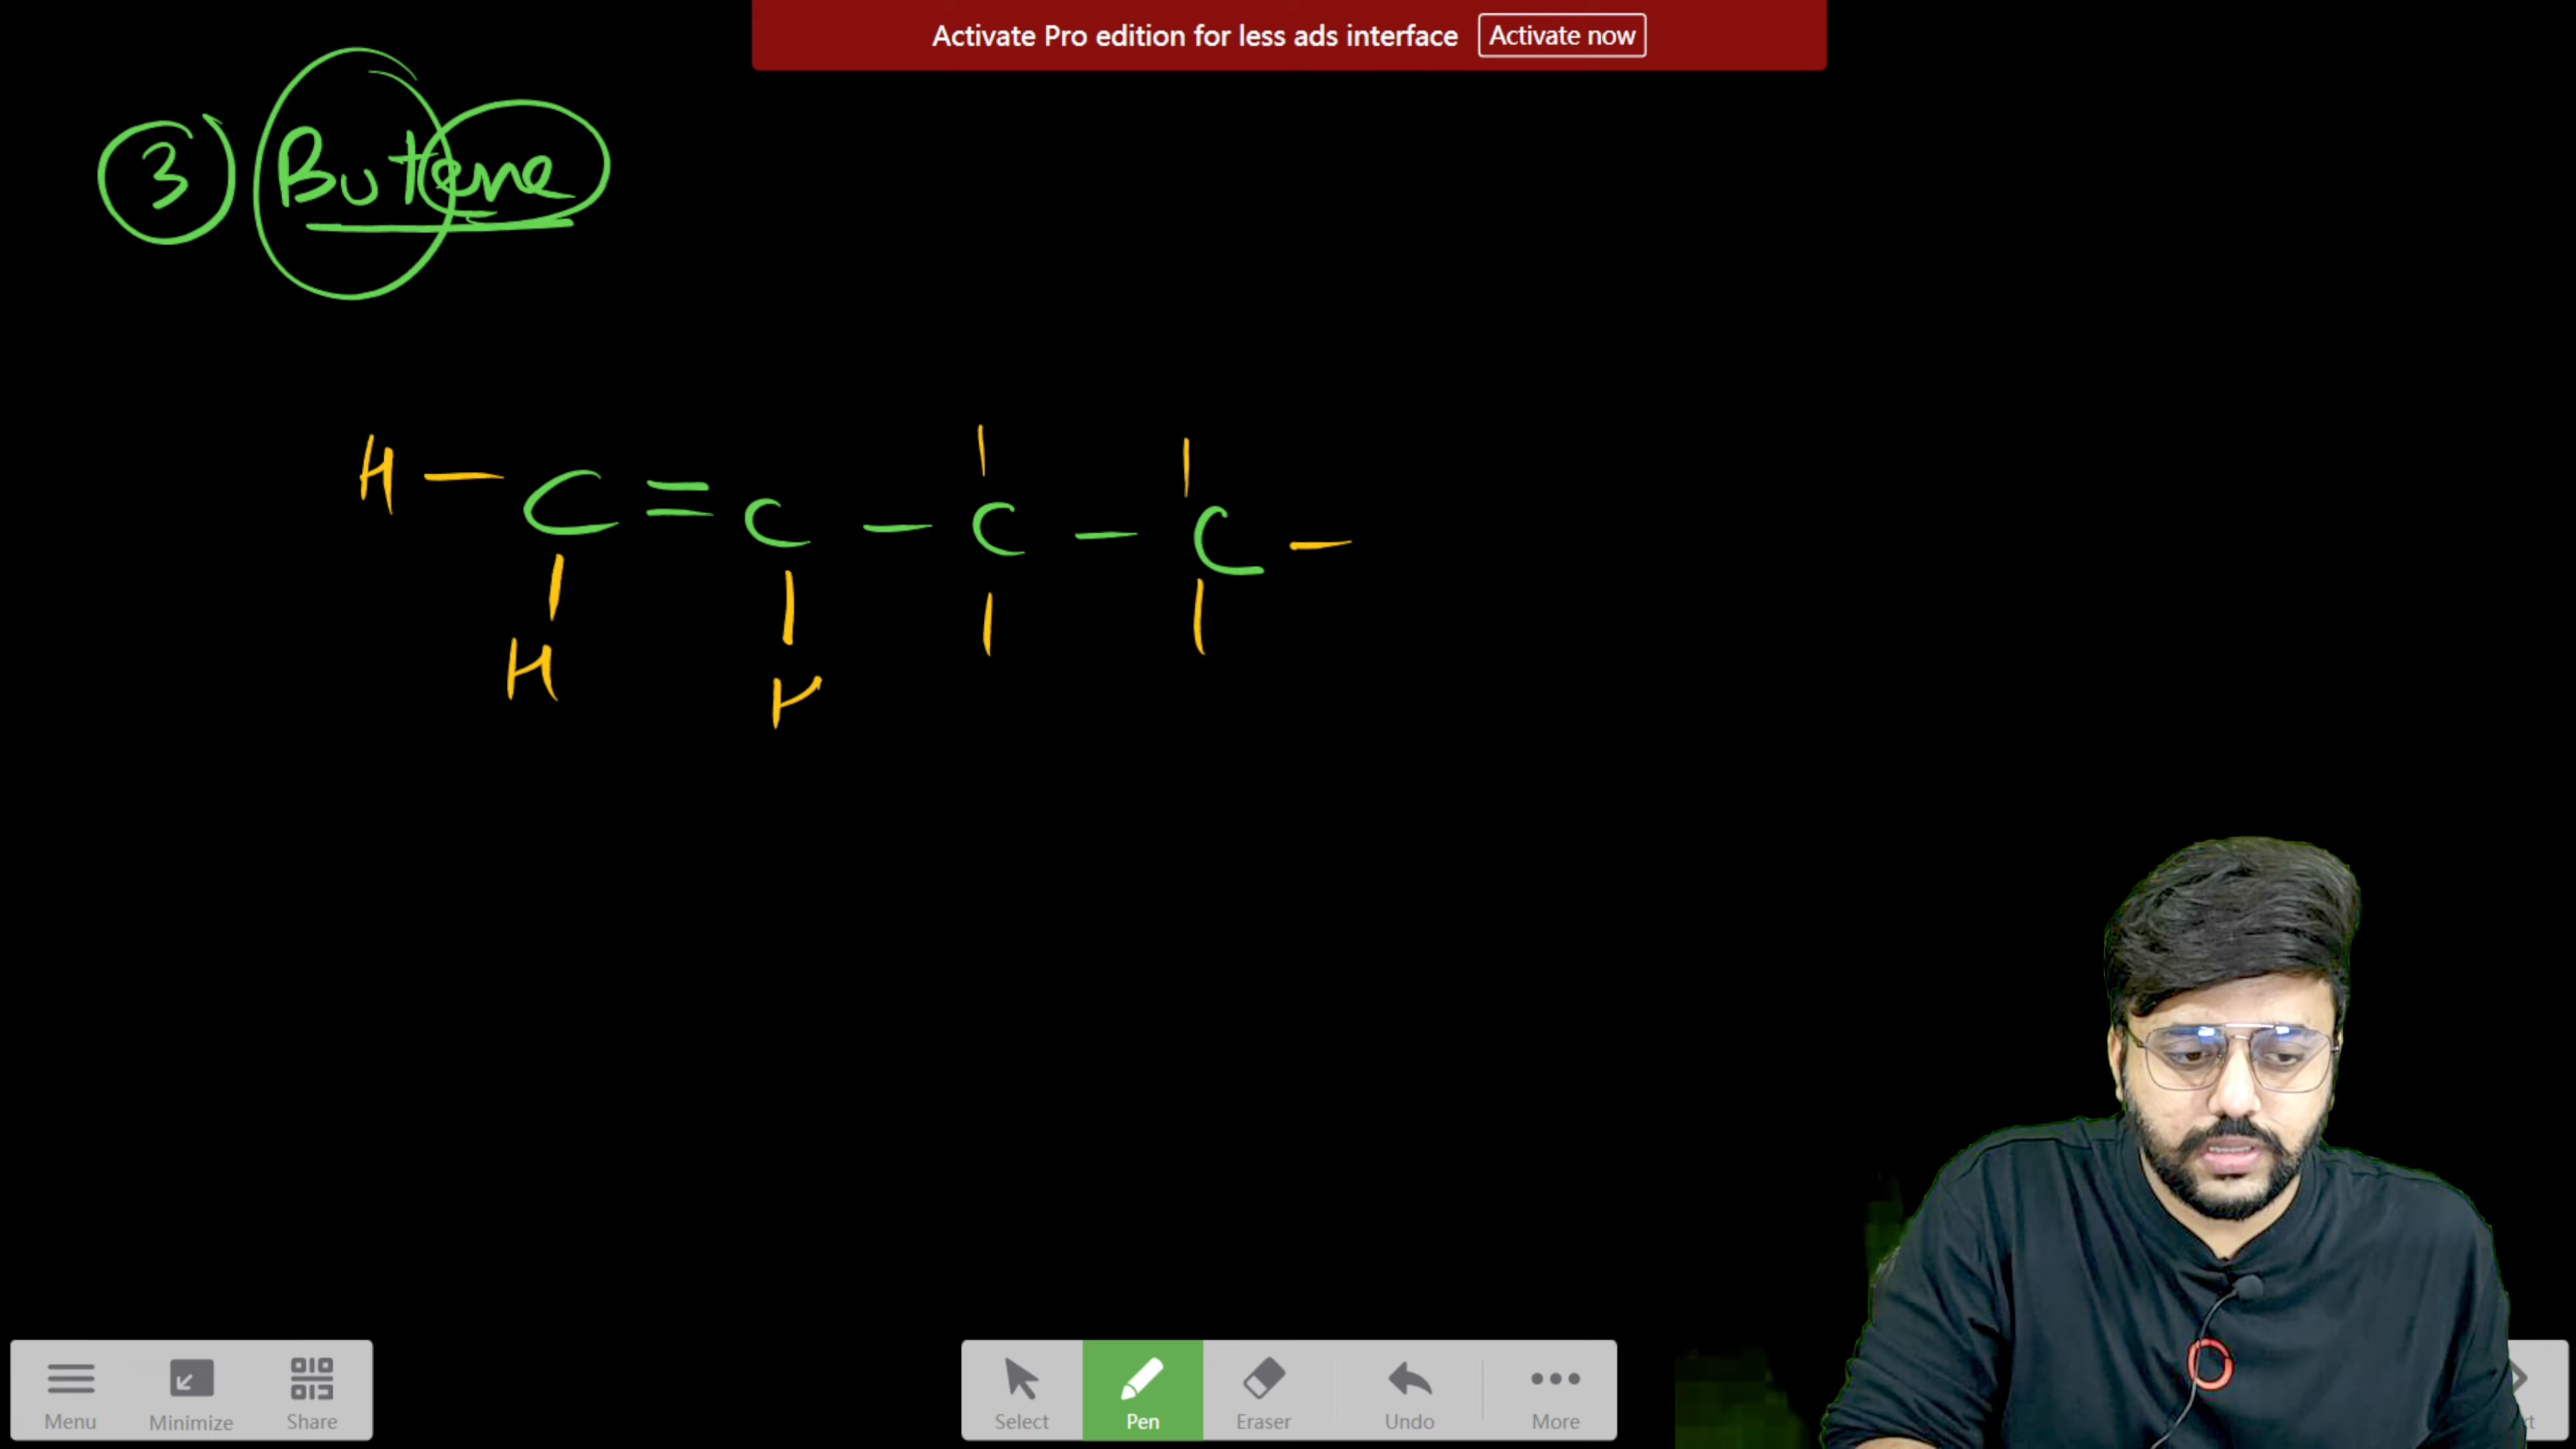 Activate Pro edition for less ads interface Activate now
3 Butene
H - C = C - C - C -
H H
Menu Minimize Share Select Pen Eraser Undo More